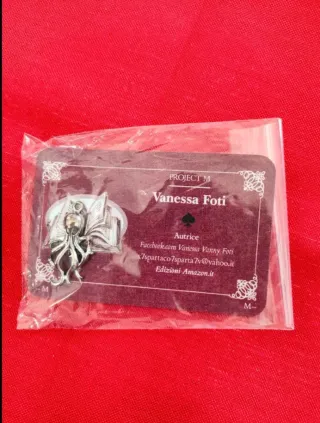 PROJECT M
Vanessa Foti
Autrice
Facebook.com Vanessa Vanny Foti
Edizioni Amazon.it
M
M